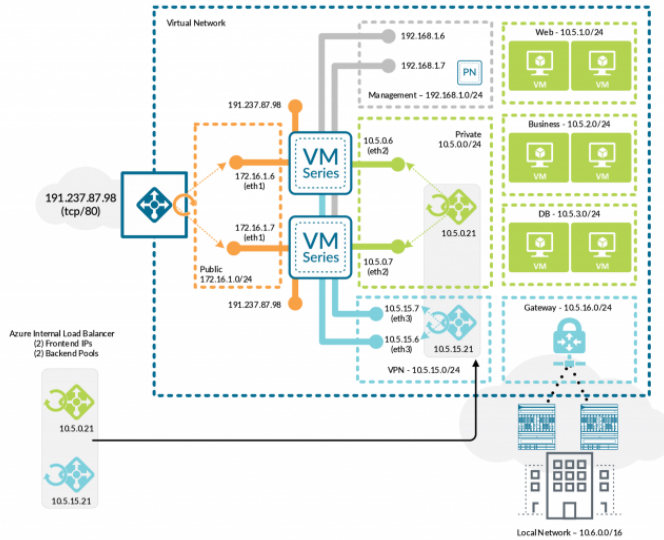 Virtual Network
192.168.1.6
192.168.1.7
PN
Management – 192.168.1.0/24
Web - 10.5.1.0/24
VM
VM
191.237.87.98
VM
Series
10.5.0.6
(eth2)
Private
10.5.0.0/24
Business - 10.5.2.0/24
VM
VM
172.16.1.6
(eth1)
191.237.87.98
(tcp/80)
172.16.1.7
(eth1)
VM
Series
10.5.0.21
10.5.0.7
(eth2)
DB - 10.5.3.0/24
VM
VM
Public
172.16.1.0/24
191.237.87.98
10.5.15.7
(eth3)
10.5.15.6
(eth3)
10.5.15.21
VPN - 10.5.15.0/24
Gateway - 10.5.16.0/24
Azure Internal Load Balancer
(2) Frontend IPs
(2) Backend Pools
10.5.0.21
10.5.15.21
Local Network – 10.6.0.0/16